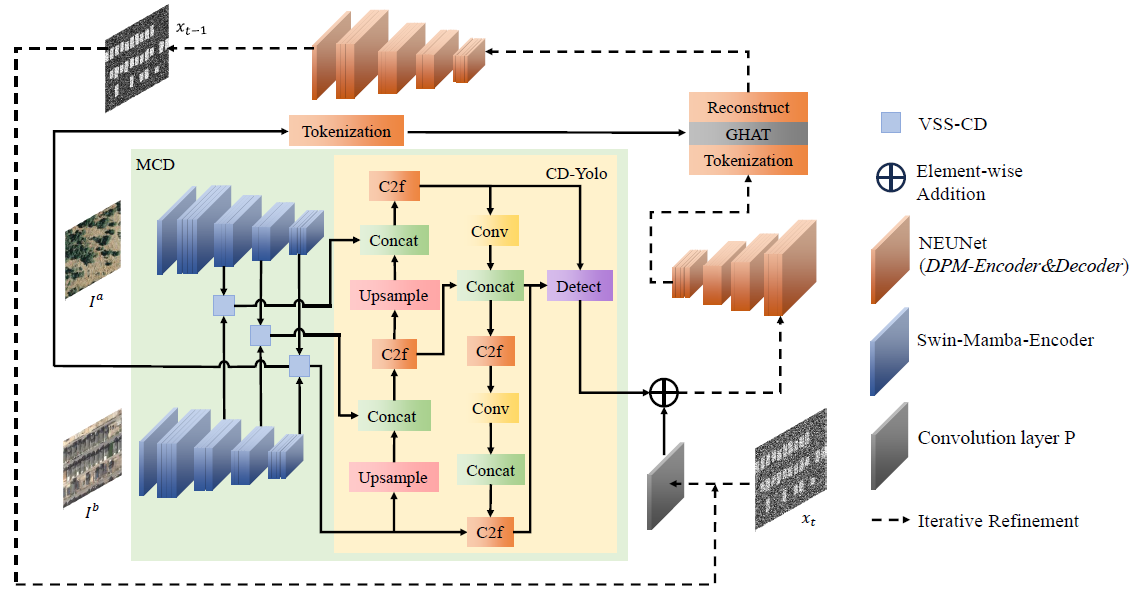 x_{t-1}
Tokenization
Reconstruct
GHAT
Tokenization
MCD
CD-Yolo
C2f
Concat
Upsample
C2f
Concat
Upsample
Conv
Concat
C2f
Conv
Concat
C2f
Detect
I^a
I^b
x_t
VSS-CD
Element-wise
Addition
NEUNet
(DPM-Encoder&Decoder)
Swin-Mamba-Encoder
Convolution layer P
Iterative Refinement